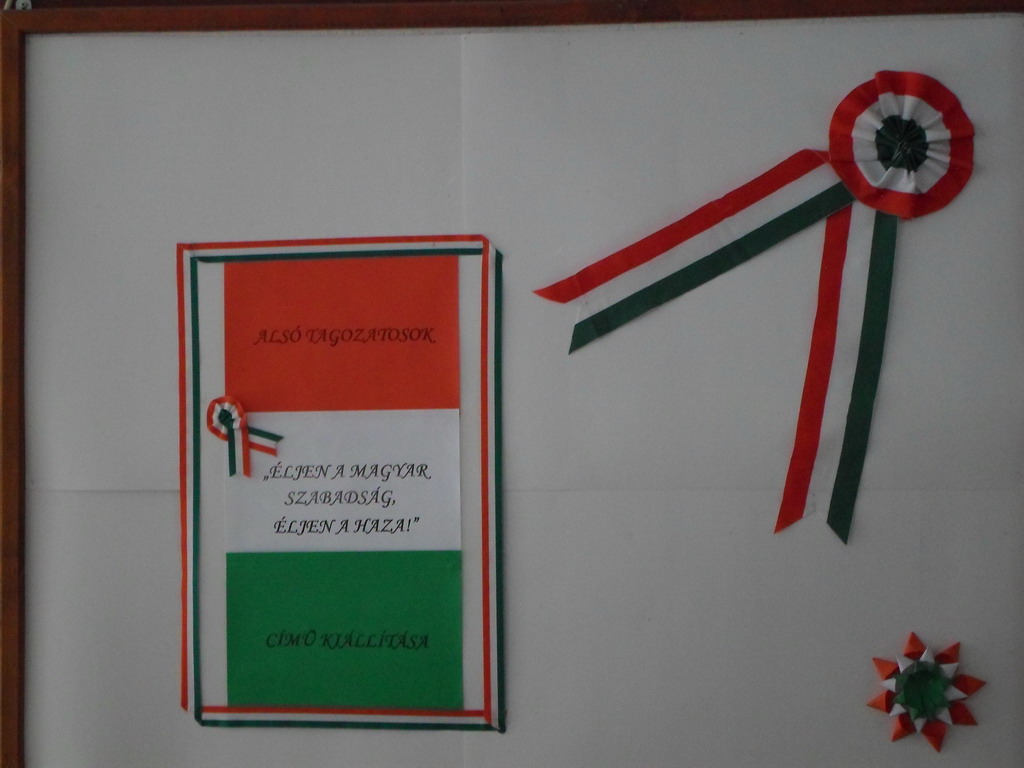 ALSÓ TAGOZATOSOK
„ÉLJEN A MAGYAR
SZABADSÁG,
ÉLJEN A HAZA!”
CÍMŰ KIÁLLÍTÁSA